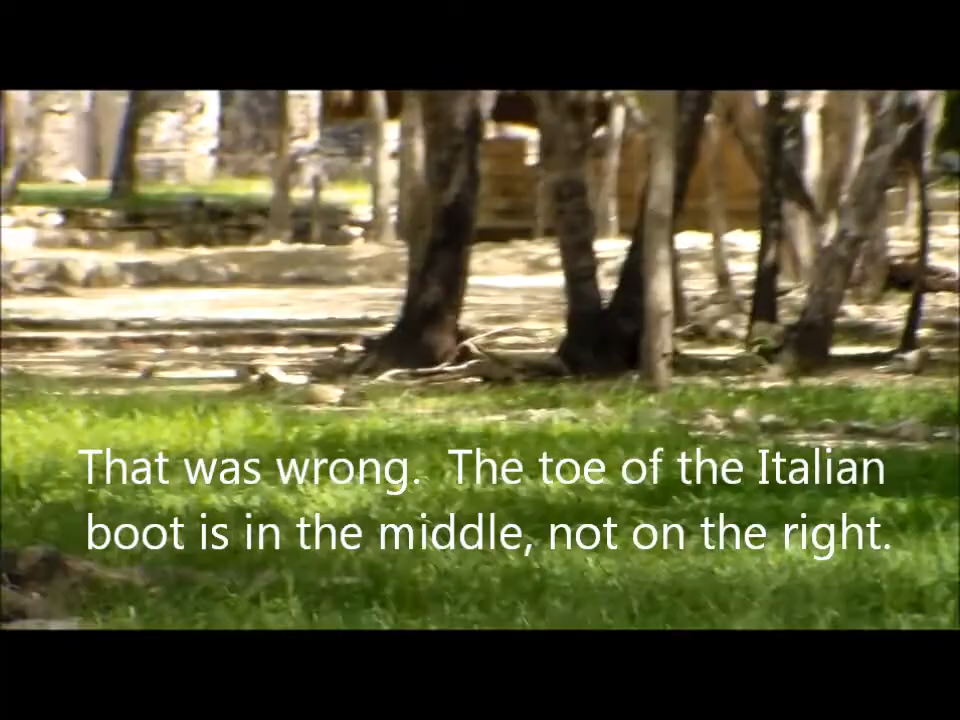 That was wrong.  The toe of the Italian
boot is in the middle, not on the right.